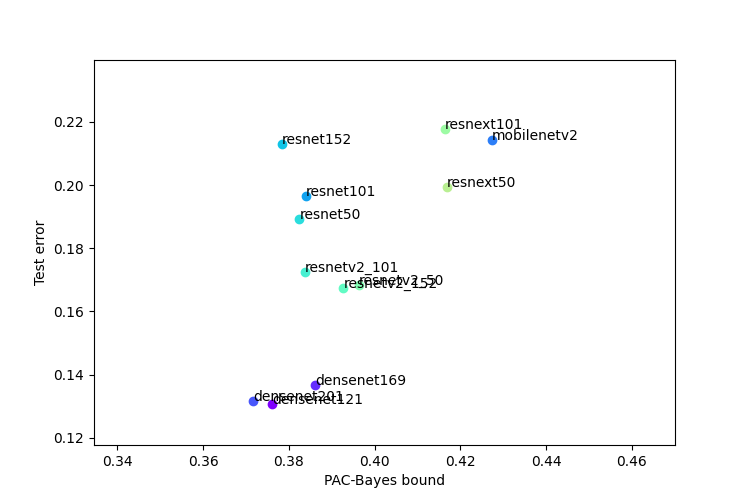 0.22
0.20
0.18
0.16
0.14
0.12
Test error
resnext101
mobilenetv2
resnet152
resnext50
resnet101
resnet50
resnetv2_101
resnetv2_50
resnetv2_152
densenet169
densenet201
densenet121
0.34 0.36 0.38 0.40 0.42 0.44 0.46
PAC-Bayes bound